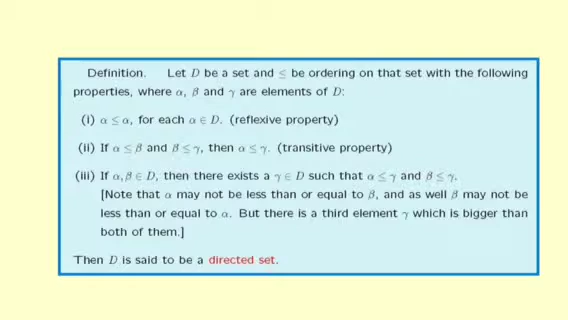 Definition. Let D be a set and ≤ be ordering on that set with the following
properties, where α, β and γ are elements of D:
(i) α ≤ α, for each α ∈ D. (reflexive property)
(ii) If α ≤ β and β ≤ γ, then α ≤ γ. (transitive property)
(iii) If α, β ∈ D, then there exists a γ ∈ D such that α ≤ γ and β ≤ γ.
[Note that α may not be less than or equal to β, and as well β may not be
less than or equal to α. But there is a third element γ which is bigger than
both of them.]
Then D is said to be a directed set.